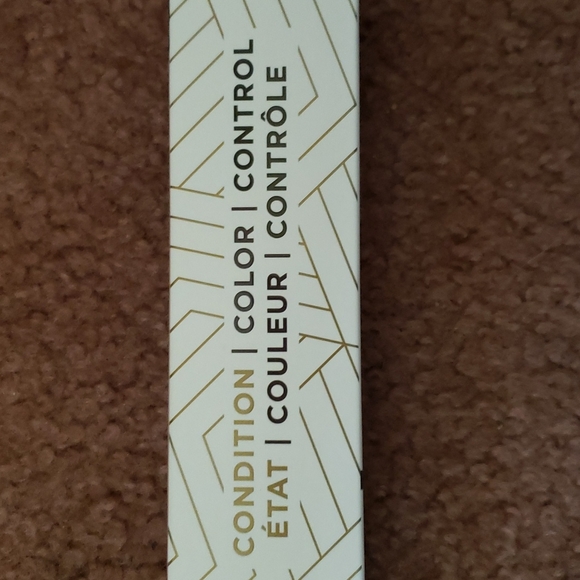 CONDITION | COLOR | CONTROL
ÉTAT | COULEUR | CONTRÔLE